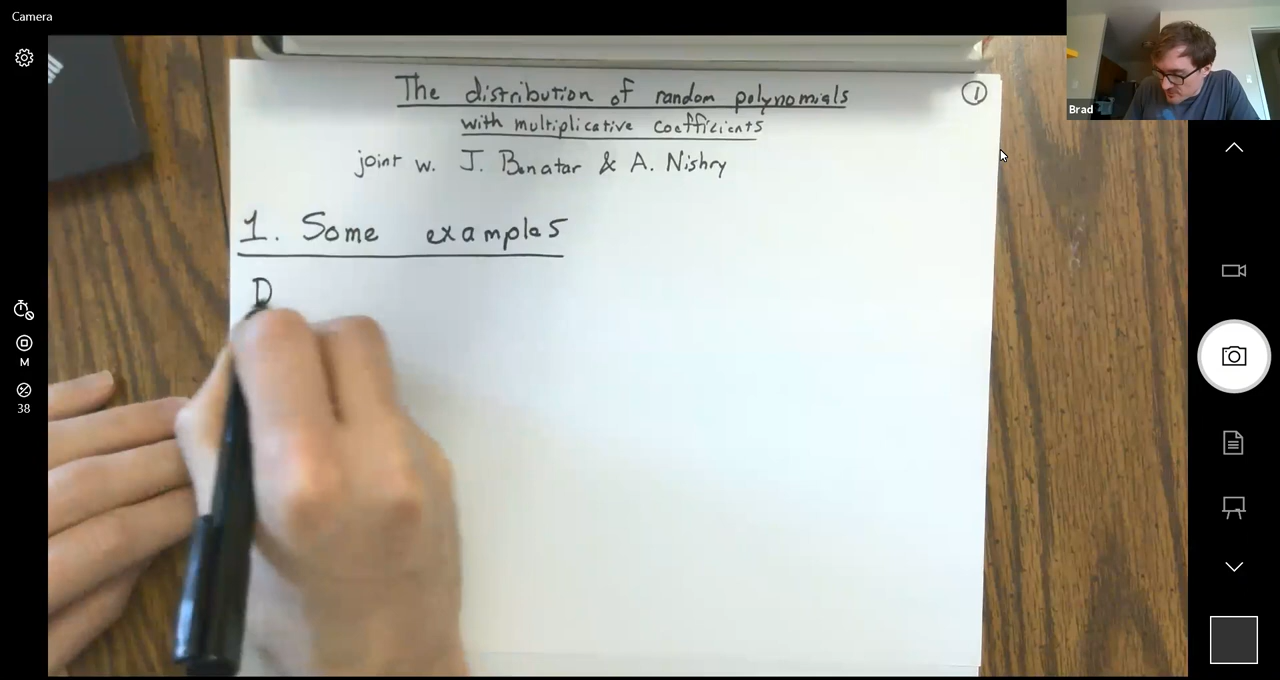 Camera
The distribution of random polynomials
with multiplicative coefficients
1
joint w. J. Benatar & A. Nishry
Brad
1. Some examples
D
M
38